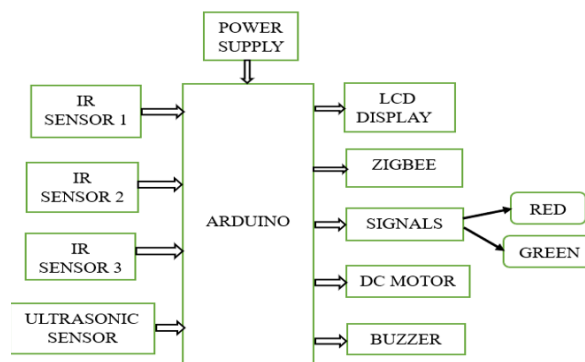 POWER
SUPPLY
IR
SENSOR 1
IR
SENSOR 2
IR
SENSOR 3
ULTRASONIC
SENSOR
ARDUINO
LCD
DISPLAY
ZIGBEE
SIGNALS
RED
GREEN
DC MOTOR
BUZZER